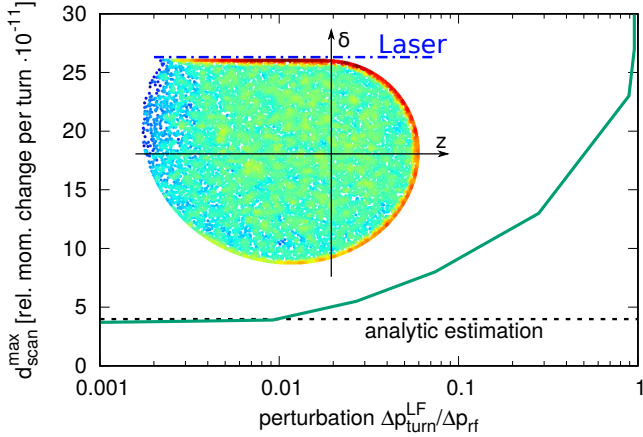 30
25
20
15
10
5
0
0.001
0.01
0.1
1
d_scan^max [rel. mom. change per turn ·10^-11]
perturbation Δp_turn^LF/Δp_rf
Laser
δ
z
analytic estimation